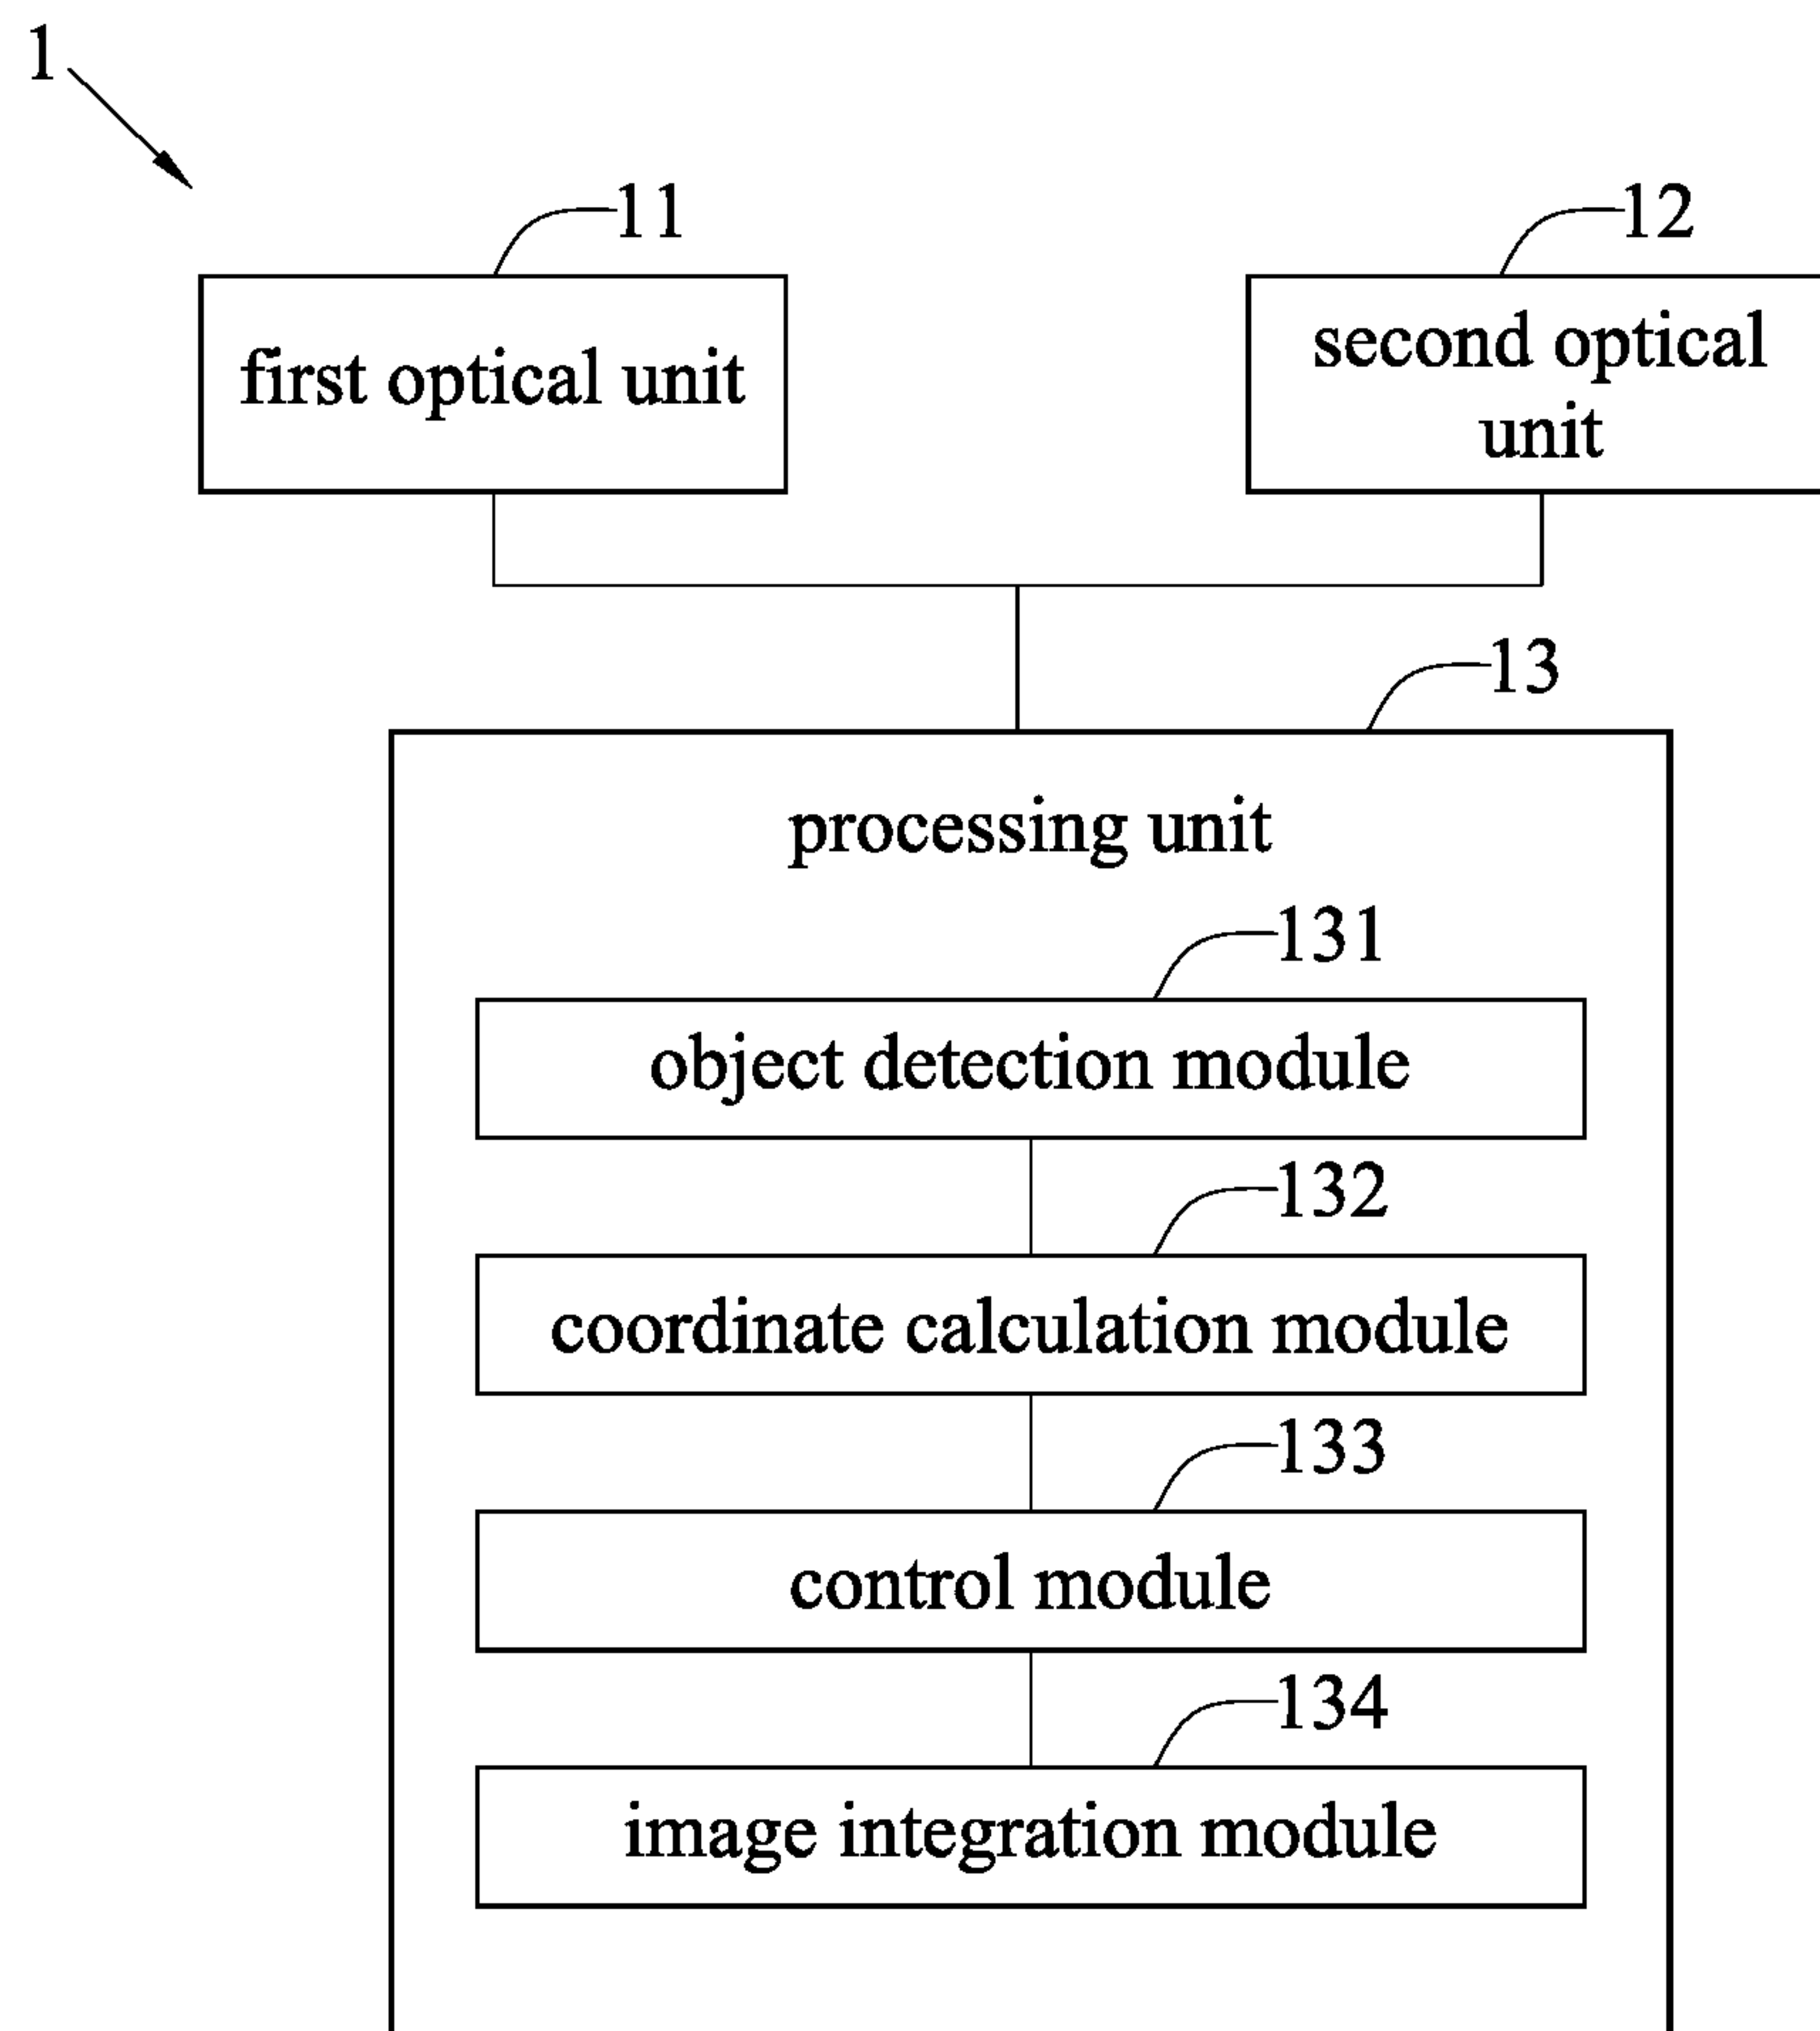 1
11
12
first optical unit
second optical
unit
13
processing unit
131
object detection module
132
coordinate calculation module
133
control module
134
image integration module